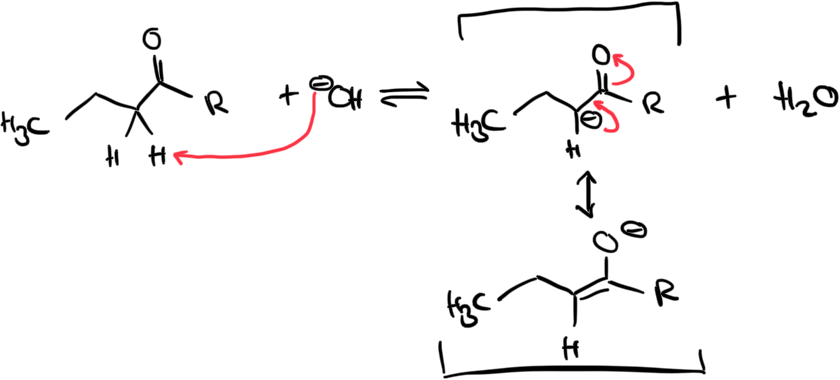 O
H₃C R + ⊖OH ⇌
H H
O
H₃C ⊖ R + H₂O
H
↕
O ⊖
H₃C R
H